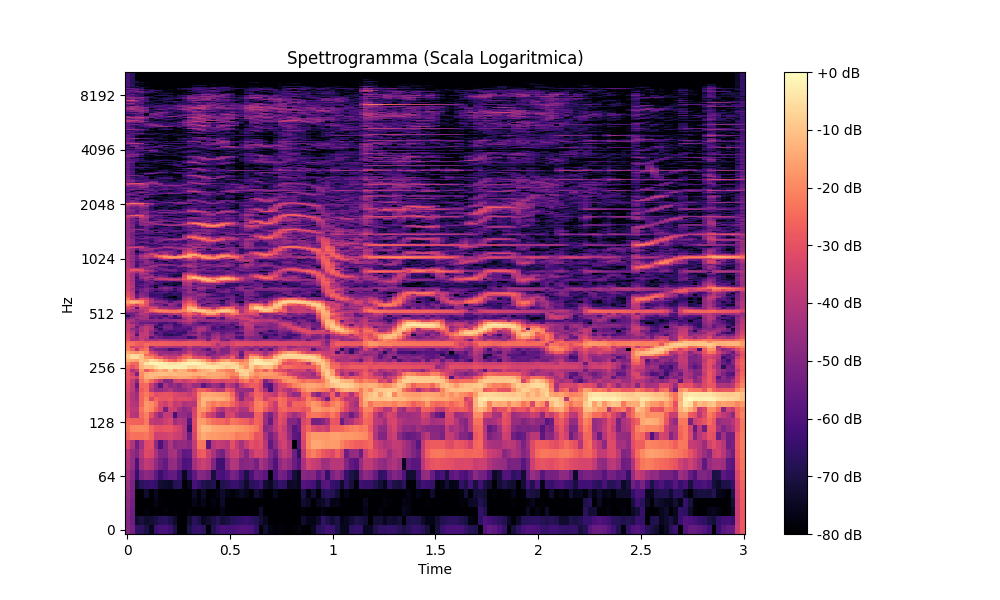 Spettrogramma (Scala Logaritmica)
Hz
8192
4096
2048
1024
512
256
128
64
0
0 0.5 1 1.5 2 2.5 3
Time
+0 dB
-10 dB
-20 dB
-30 dB
-40 dB
-50 dB
-60 dB
-70 dB
-80 dB